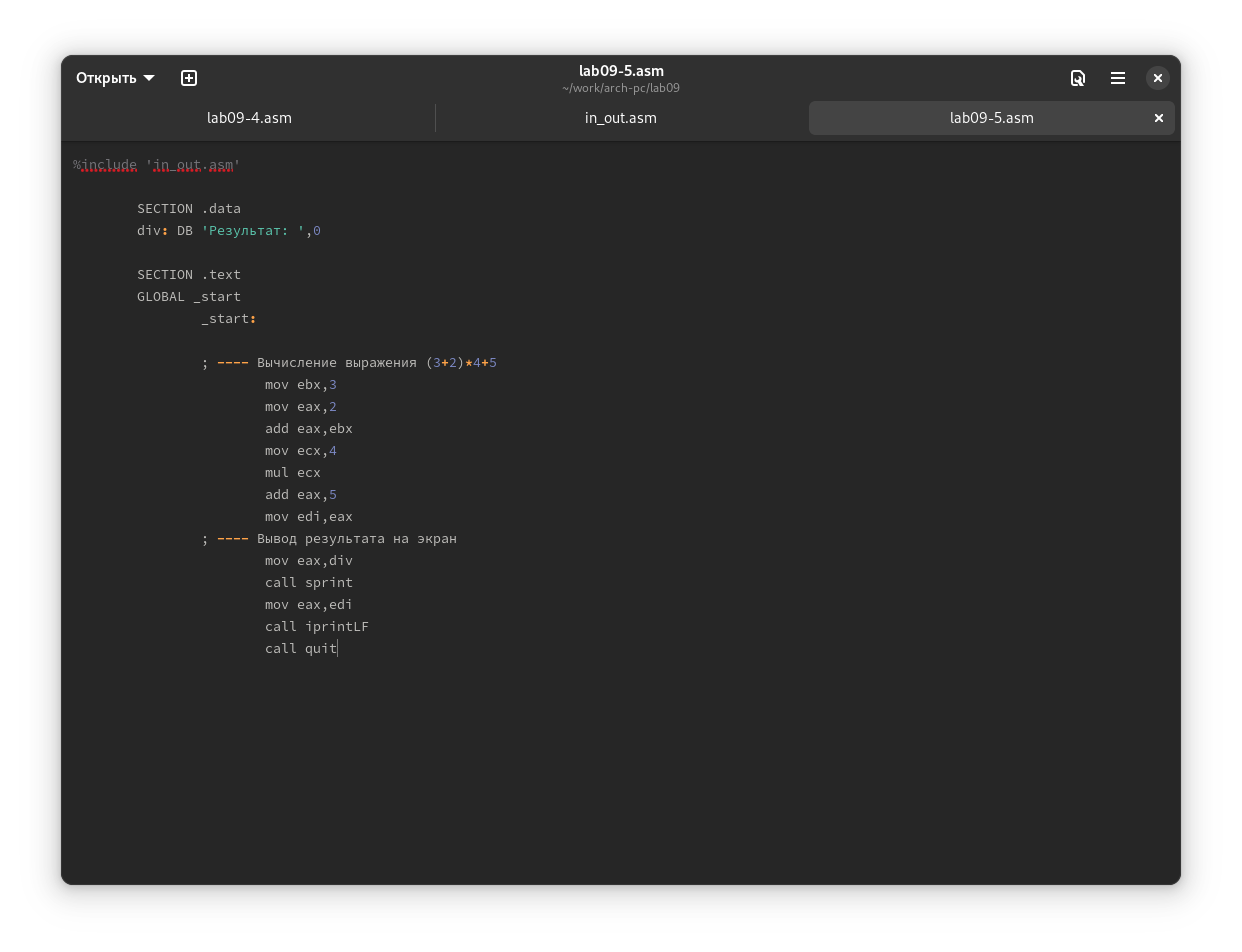 Открыть
lab09-5.asm
~/work/arch-pc/lab09
lab09-4.asm
in_out.asm
lab09-5.asm
%include 'in_out.asm'
SECTION .data
div: DB 'Результат: ',0
SECTION .text
GLOBAL _start
_start:
; ---- Вычисление выражения (3+2)*4+5
mov ebx,3
mov eax,2
add eax,ebx
mov ecx,4
mul ecx
add eax,5
mov edi,eax
; ---- Вывод результата на экран
mov eax,div
call sprint
mov eax,edi
call iprintLF
call quit